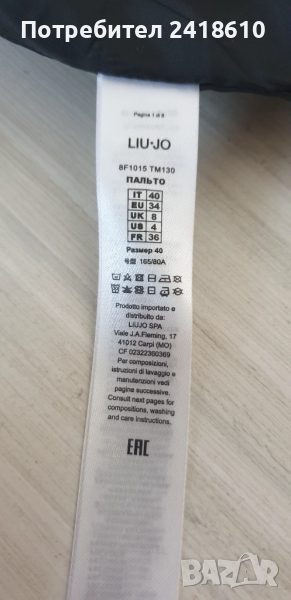 Потребител 2418610
Pagina 1 di 8
LIU·JO
8F1015 TM130
ПАЛЬТО
IT 40
EU 34
UK 8
US 4
FR 36
Размер 40
号型 165/80A
Prodotto importato e
distribuito da:
LIUJO SPA
Viale J.A.Fleming, 17
41012 Carpi (MO)
CF 02322360369
Per composizioni,
istruzioni di lavaggio e
manutenzioni vedi
pagine successive.
Consult next pages for
compositions, washing
and care instructions.
EAC
BAZAR